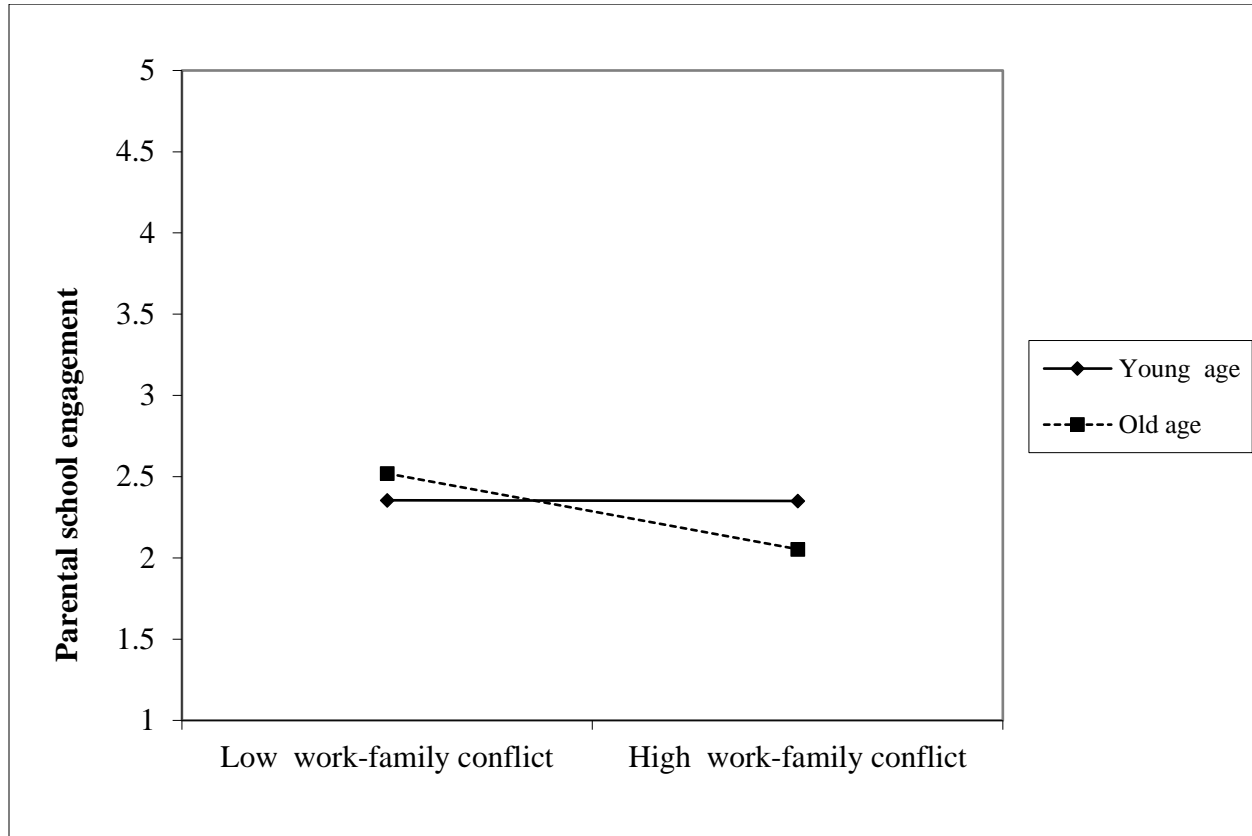 5
4.5
4
3.5
3
2.5
2
1.5
1
Parental school engagement
Low work-family conflict
High work-family conflict
Young age
Old age